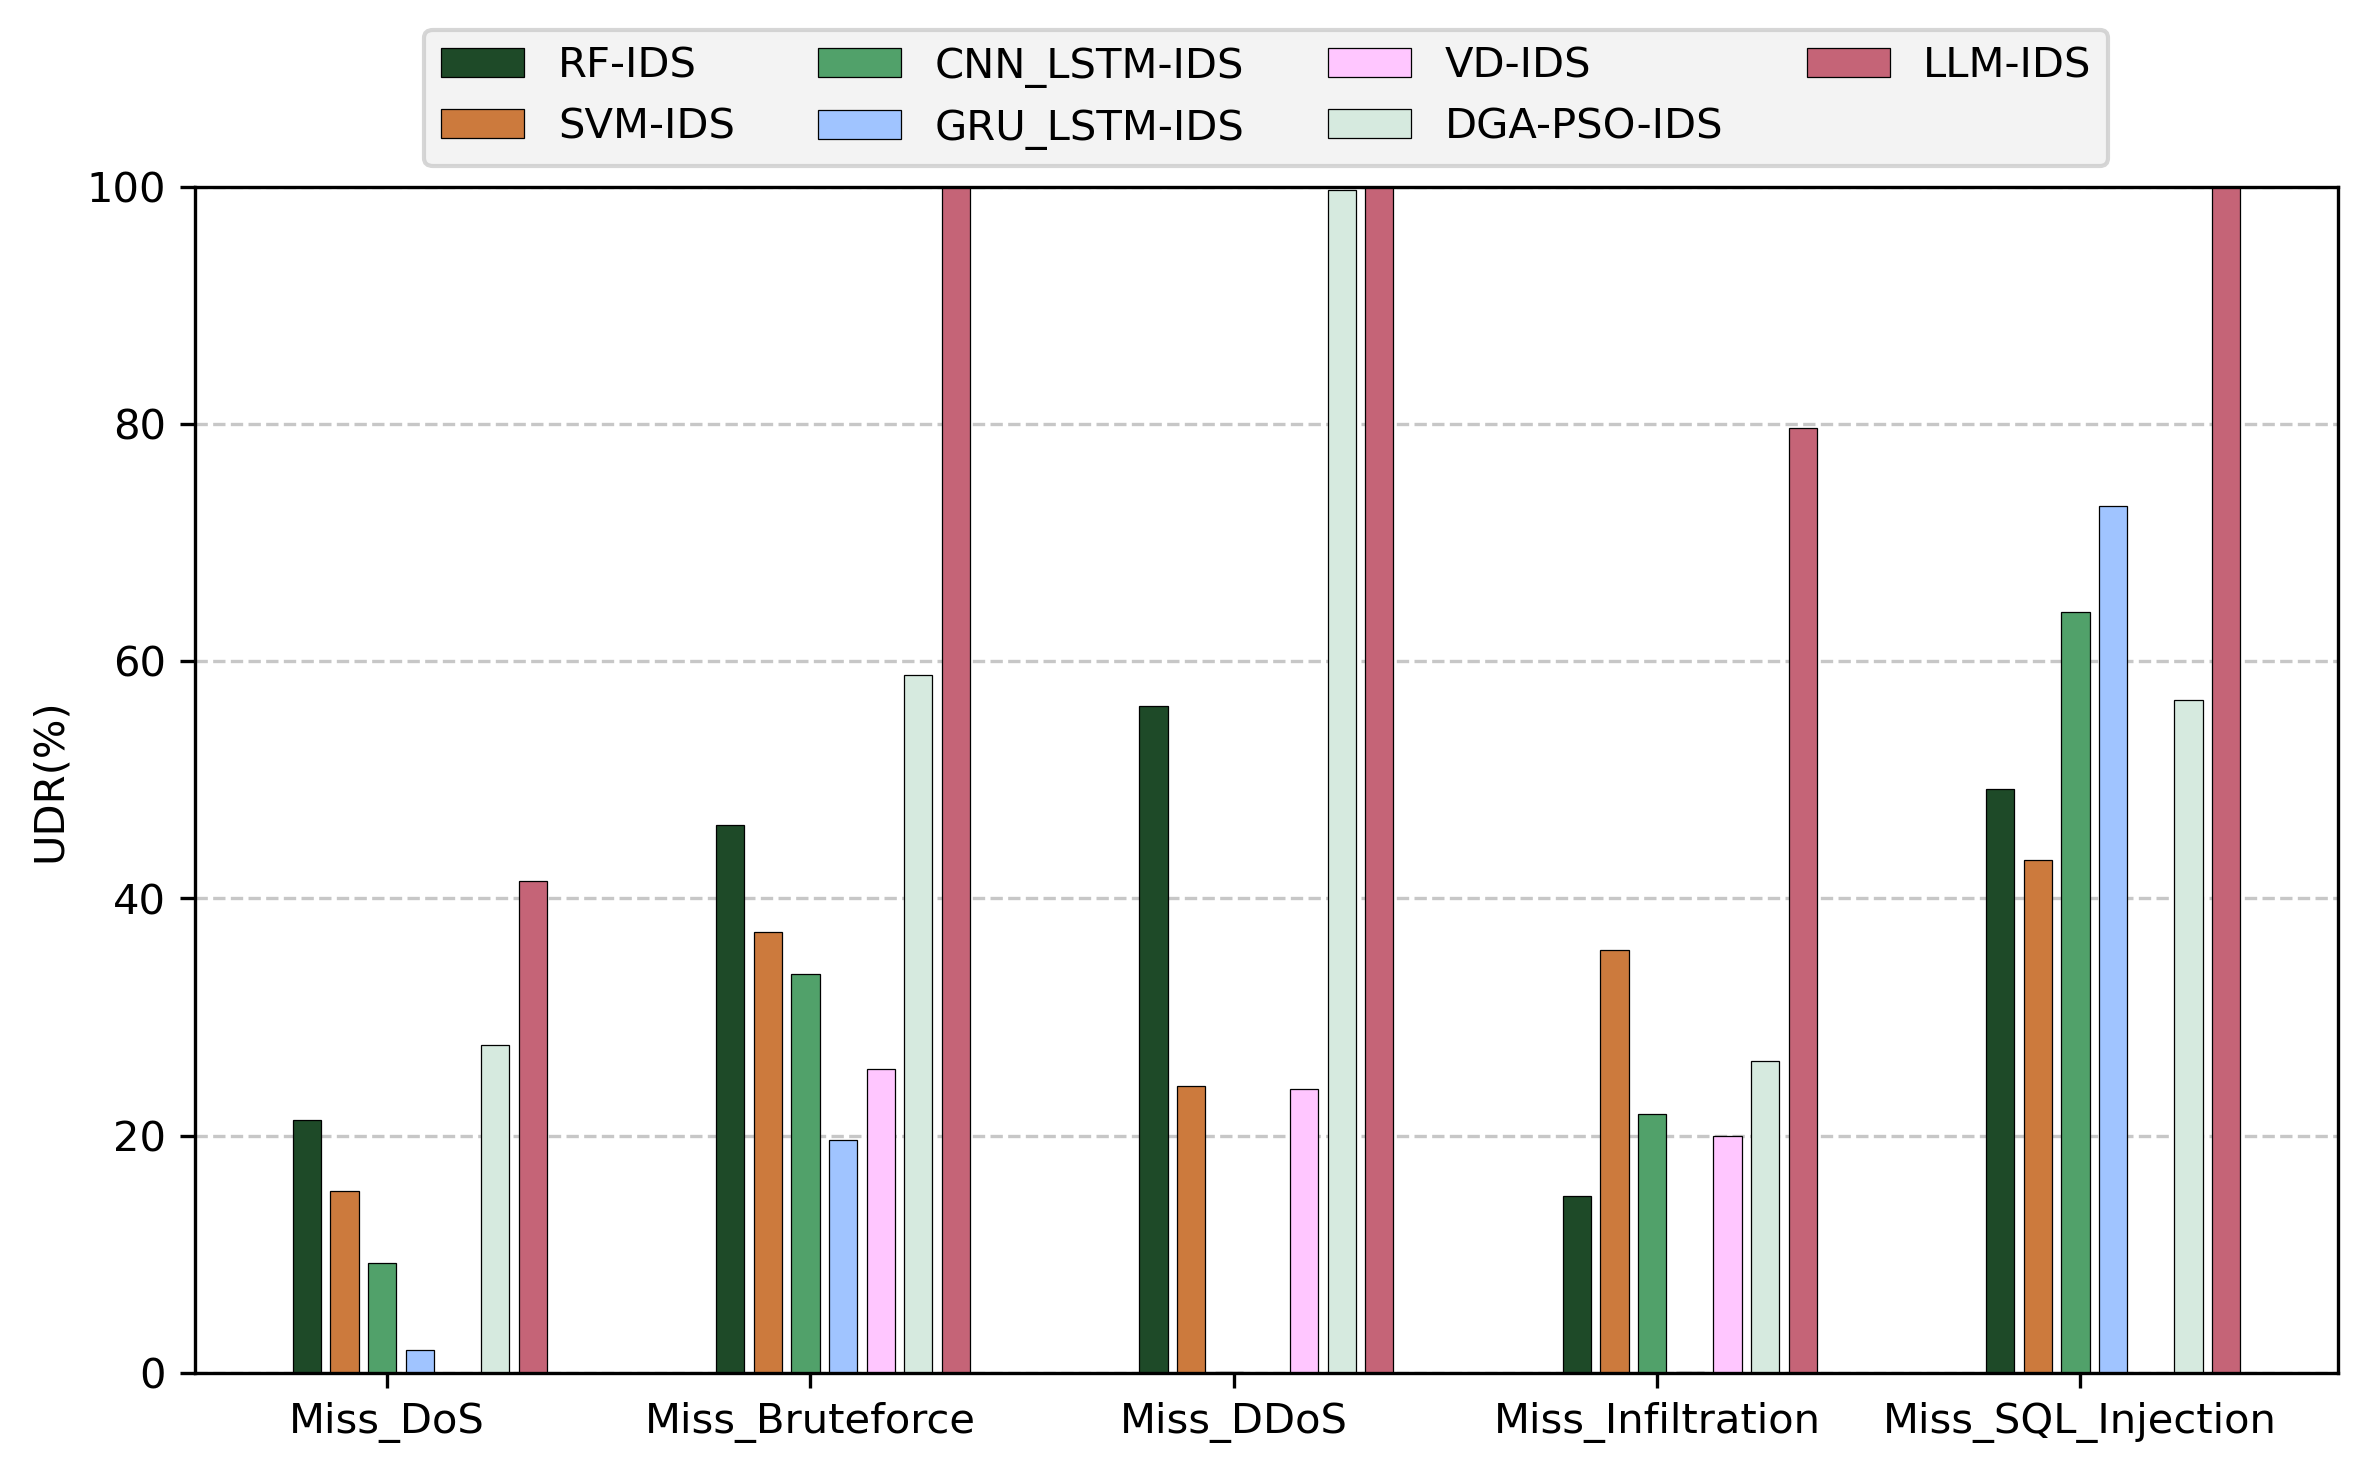 RF-IDS CNN_LSTM-IDS VD-IDS LLM-IDS
SVM-IDS GRU_LSTM-IDS DGA-PSO-IDS
100
80
60
40
20
0
UDR(%)
Miss_DoS Miss_Bruteforce Miss_DDoS Miss_Infiltration Miss_SQL_Injection